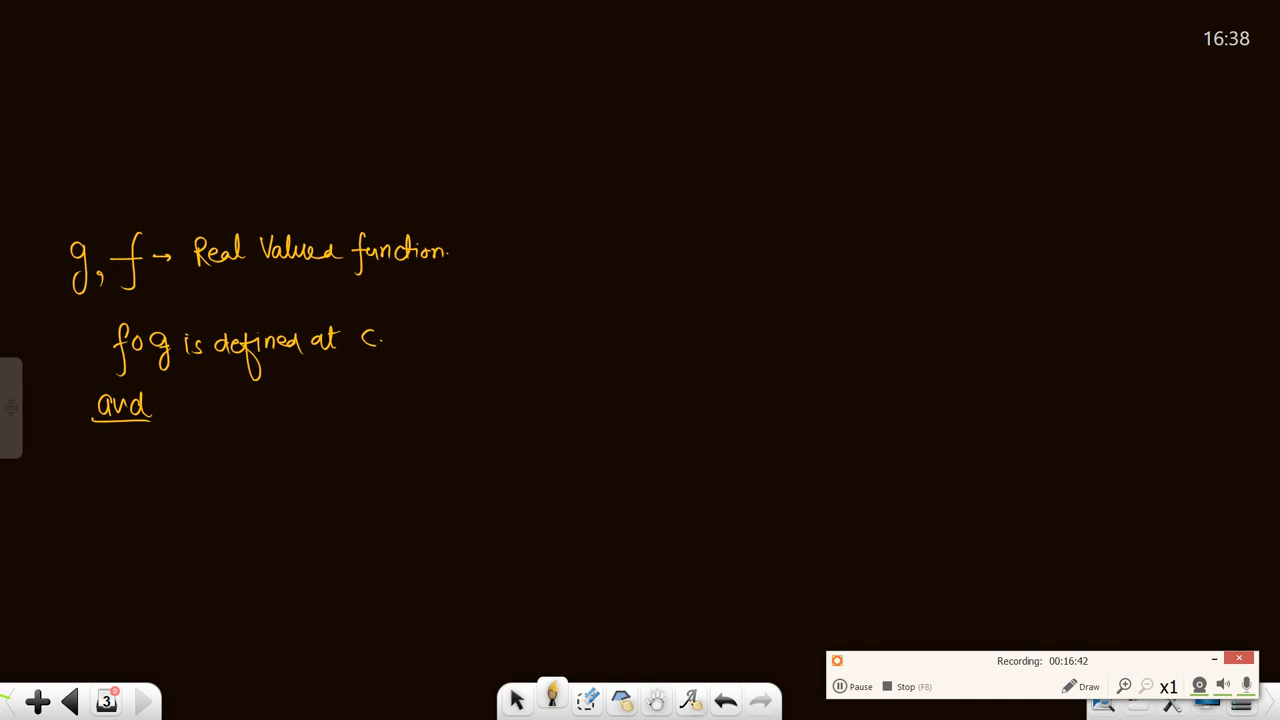 16:38
g, f → Real Valued function.
fog is defined at c.
and
Recording: 00:16:42
Pause Stop (F8) Draw x1
3
0